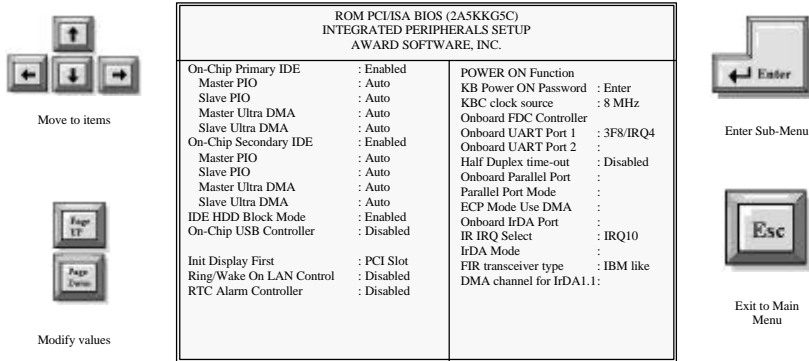 ROM PCI/ISA BIOS (2A5KKG5C)
INTEGRATED PERIPHERALS SETUP
AWARD SOFTWARE, INC.
Move to items
Page
UP
Page
Down
Modify values
On-Chip Primary IDE : Enabled
Master PIO : Auto
Slave PIO : Auto
Master Ultra DMA : Auto
Slave Ultra DMA : Auto
On-Chip Secondary IDE : Enabled
Master PIO : Auto
Slave PIO : Auto
Master Ultra DMA : Auto
Slave Ultra DMA : Auto
IDE HDD Block Mode : Enabled
On-Chip USB Controller : Disabled
Init Display First : PCI Slot
Ring/Wake On LAN Control : Disabled
RTC Alarm Controller : Disabled
POWER ON Function
KB Power ON Password : Enter
KBC clock source : 8 MHz
Onboard FDC Controller
Onboard UART Port 1 : 3F8/IRQ4
Onboard UART Port 2 :
Half Duplex time-out : Disabled
Onboard Parallel Port :
Parallel Port Mode :
ECP Mode Use DMA :
Onboard IrDA Port :
IR IRQ Select : IRQ10
IrDA Mode :
FIR transceiver type : IBM like
DMA channel for IrDA1.1:
Enter
Enter Sub-Menu
Esc
Exit to Main
Menu